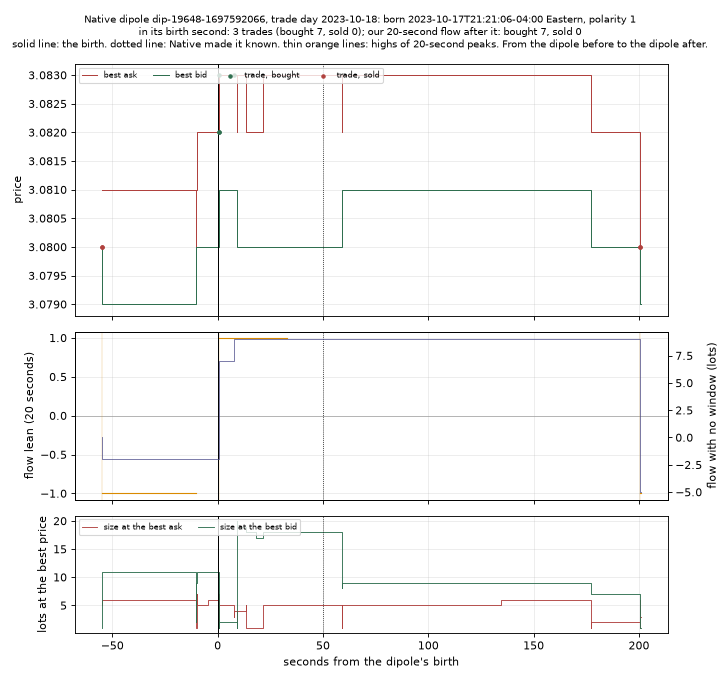 Native dipole dip-19648-1697592066, trade day 2023-10-18: born 2023-10-17T21:21:06-04:00 Eastern, polarity 1
in its birth second: 3 trades (bought 7, sold 0); our 20-second flow after it: bought 7, sold 0
solid line: the birth. dotted line: Native made it known. thin orange lines: highs of 20-second peaks. From the dipole before to the dipole after.
best ask best bid trade, bought trade, sold
3.0830
3.0825
3.0820
3.0815
3.0810
3.0805
3.0800
3.0795
3.0790
price
1.0
0.5
0.0
−0.5
−1.0
flow lean (20 seconds)
7.5
5.0
2.5
0.0
−2.5
−5.0
flow with no window (lots)
size at the best ask size at the best bid
20
15
10
5
lots at the best price
−50 0 50 100 150 200
seconds from the dipole's birth